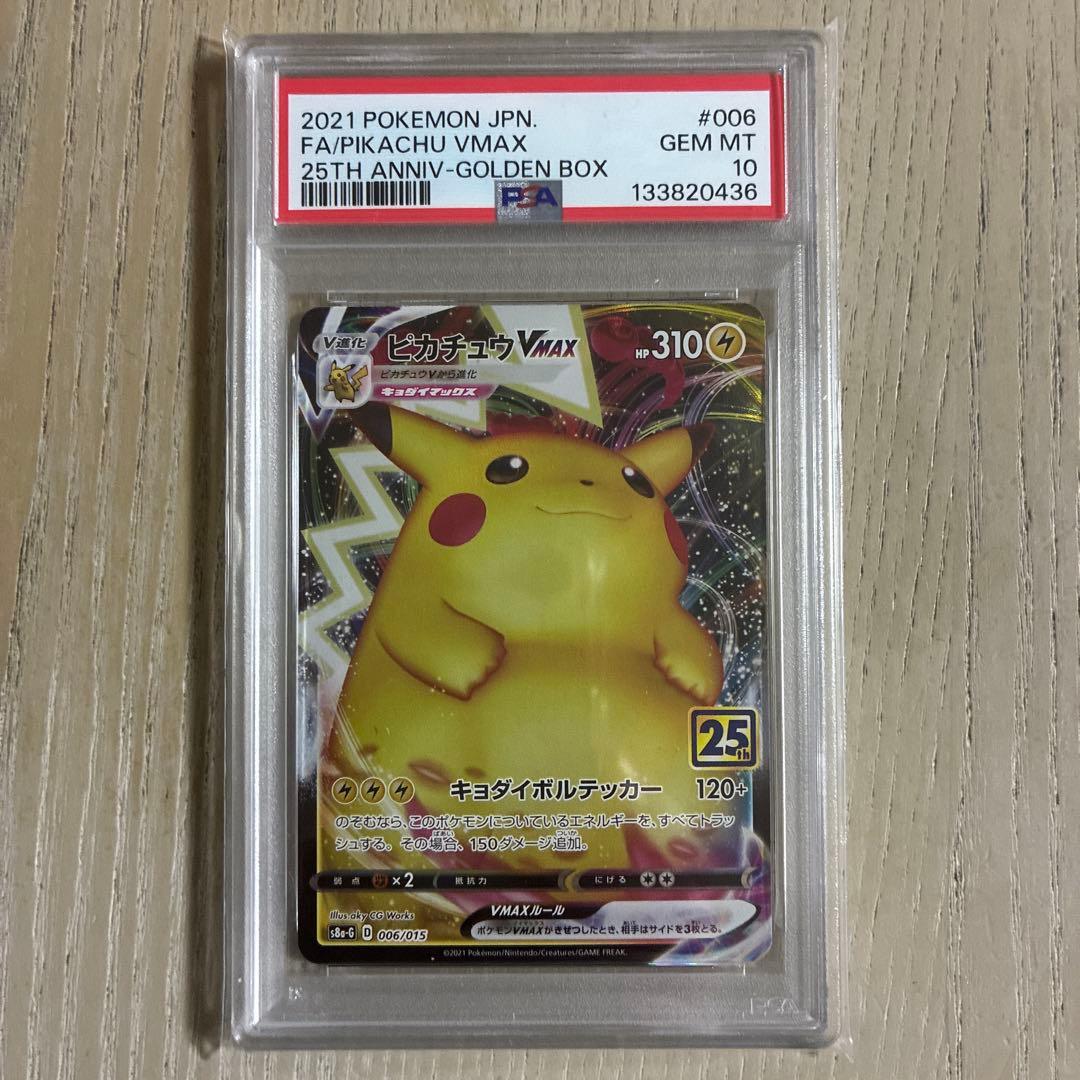 2021 POKEMON JPN. #006
FA/PIKACHU VMAX GEM MT
25TH ANNIV-GOLDEN BOX 10
133820436
PSA
V進化
ピカチュウVMAX HP310
ピカチュウVから進化
キョダイマックス
25th
キョダイボルテッカー 120+
のぞむなら、このポケモンについているエネルギーを、すべてトラッ
シュする。その場合、150ダメージ追加。
弱点 ×2 抵抗力 にげる
Illus. aky CG Works
VMAXルール
ポケモンVMAXがきぜつしたとき、相手はサイドを3枚とる。
s8a-G D 006/015
©2021 Pokémon/Nintendo/Creatures/GAME FREAK.
PSA